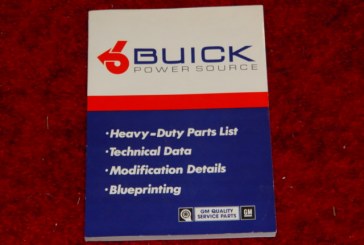 BUICK
POWER SOURCE
·Heavy-Duty Parts List
·Technical Data
·Modification Details
·Blueprinting
GM QUALITY
SERVICE PARTS
GM